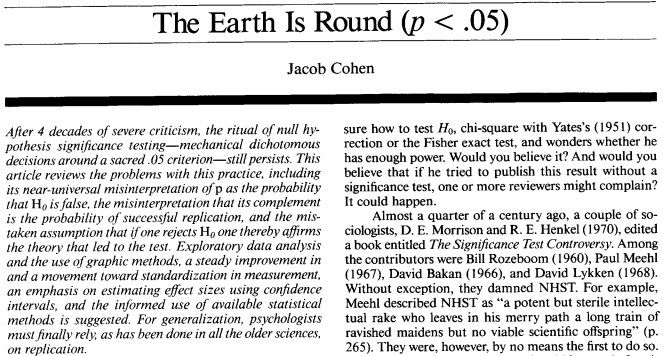 The Earth Is Round (p < .05)
Jacob Cohen
After 4 decades of severe criticism, the ritual of null hy-
pothesis significance testing—mechanical dichotomous
decisions around a sacred .05 criterion—still persists. This
article reviews the problems with this practice, including
its near-universal misinterpretation of p as the probability
that H₀ is false, the misinterpretation that its complement
is the probability of successful replication, and the mis-
taken assumption that if one rejects H₀ one thereby affirms
the theory that led to the test. Exploratory data analysis
and the use of graphic methods, a steady improvement in
and a movement toward standardization in measurement,
an emphasis on estimating effect sizes using confidence
intervals, and the informed use of available statistical
methods is suggested. For generalization, psychologists
must finally rely, as has been done in all the older sciences,
on replication.
sure how to test H₀, chi-square with Yates's (1951) cor-
rection or the Fisher exact test, and wonders whether he
has enough power. Would you believe it? And would you
believe that if he tried to publish this result without a
significance test, one or more reviewers might complain?
It could happen.
Almost a quarter of a century ago, a couple of so-
ciologists, D. E. Morrison and R. E. Henkel (1970), edited
a book entitled The Significance Test Controversy. Among
the contributors were Bill Rozeboom (1960), Paul Meehl
(1967), David Bakan (1966), and David Lykken (1968).
Without exception, they damned NHST. For example,
Meehl described NHST as "a potent but sterile intellec-
tual rake who leaves in his merry path a long train of
ravished maidens but no viable scientific offspring" (p.
265). They were, however, by no means the first to do so.